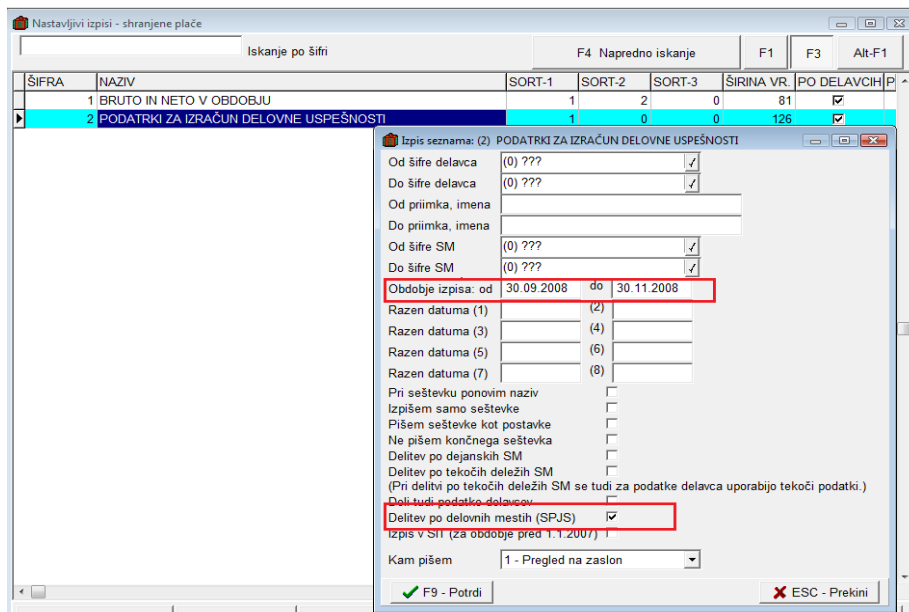 Nastavljivi izpisi - shranjene plače
Iskanje po šifri
F4 Napredno iskanje
F1
F3
Alt-F1
ŠIFRA NAZIV SORT-1 SORT-2 SORT-3 ŠIRINA VR. PO DELAVCIH P
1 BRUTO IN NETO V OBDOBJU 1 2 0 81
2 PODATRKI ZA IZRAČUN DELOVNE USPEŠNOSTI 1 0 0 126
Izpis seznama: (2) PODATRKI ZA IZRAČUN DELOVNE USPEŠNOSTI
Od šifre delavca (0) ???
Do šifre delavca (0) ???
Od priimka, imena
Do priimka, imena
Od šifre SM (0) ???
Do šifre SM (0) ???
Obdobje izpisa: od 30.09.2008 do 30.11.2008
Razen datuma (1) (2)
Razen datuma (3) (4)
Razen datuma (5) (6)
Razen datuma (7) (8)
Pri seštevku ponovim naziv
Izpišem samo seštevke
Pišem seštevke kot postavke
Ne pišem končnega seštevka
Delitev po dejanskih SM
Delitev po tekočih deležih SM
(Pri delitvi po tekočih deležih SM se tudi za podatke delavca uporabijo tekoči podatki.)
Deli tudi podatke delavcev
Delitev po delovnih mestih (SPJS)
Izpis v SIT (za obdobje pred 1.1.2007)
Kam pišem 1 - Pregled na zaslon
F9 - Potrdi
ESC - Prekini